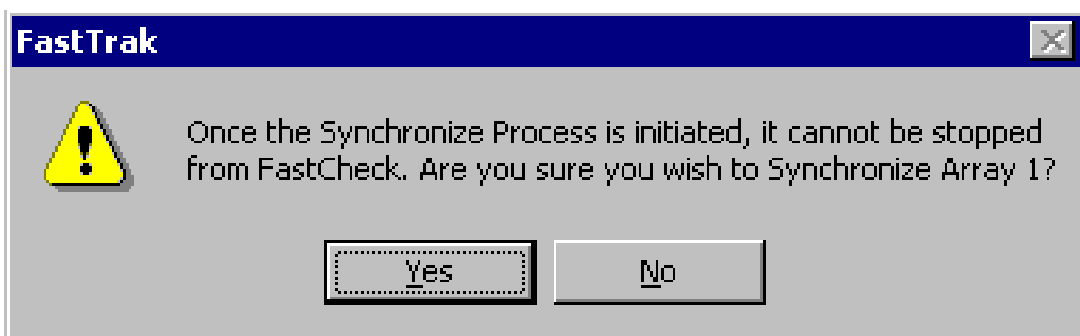 FastTrak
Once the Synchronize Process is initiated, it cannot be stopped
from FastCheck. Are you sure you wish to Synchronize Array 1?
Yes No